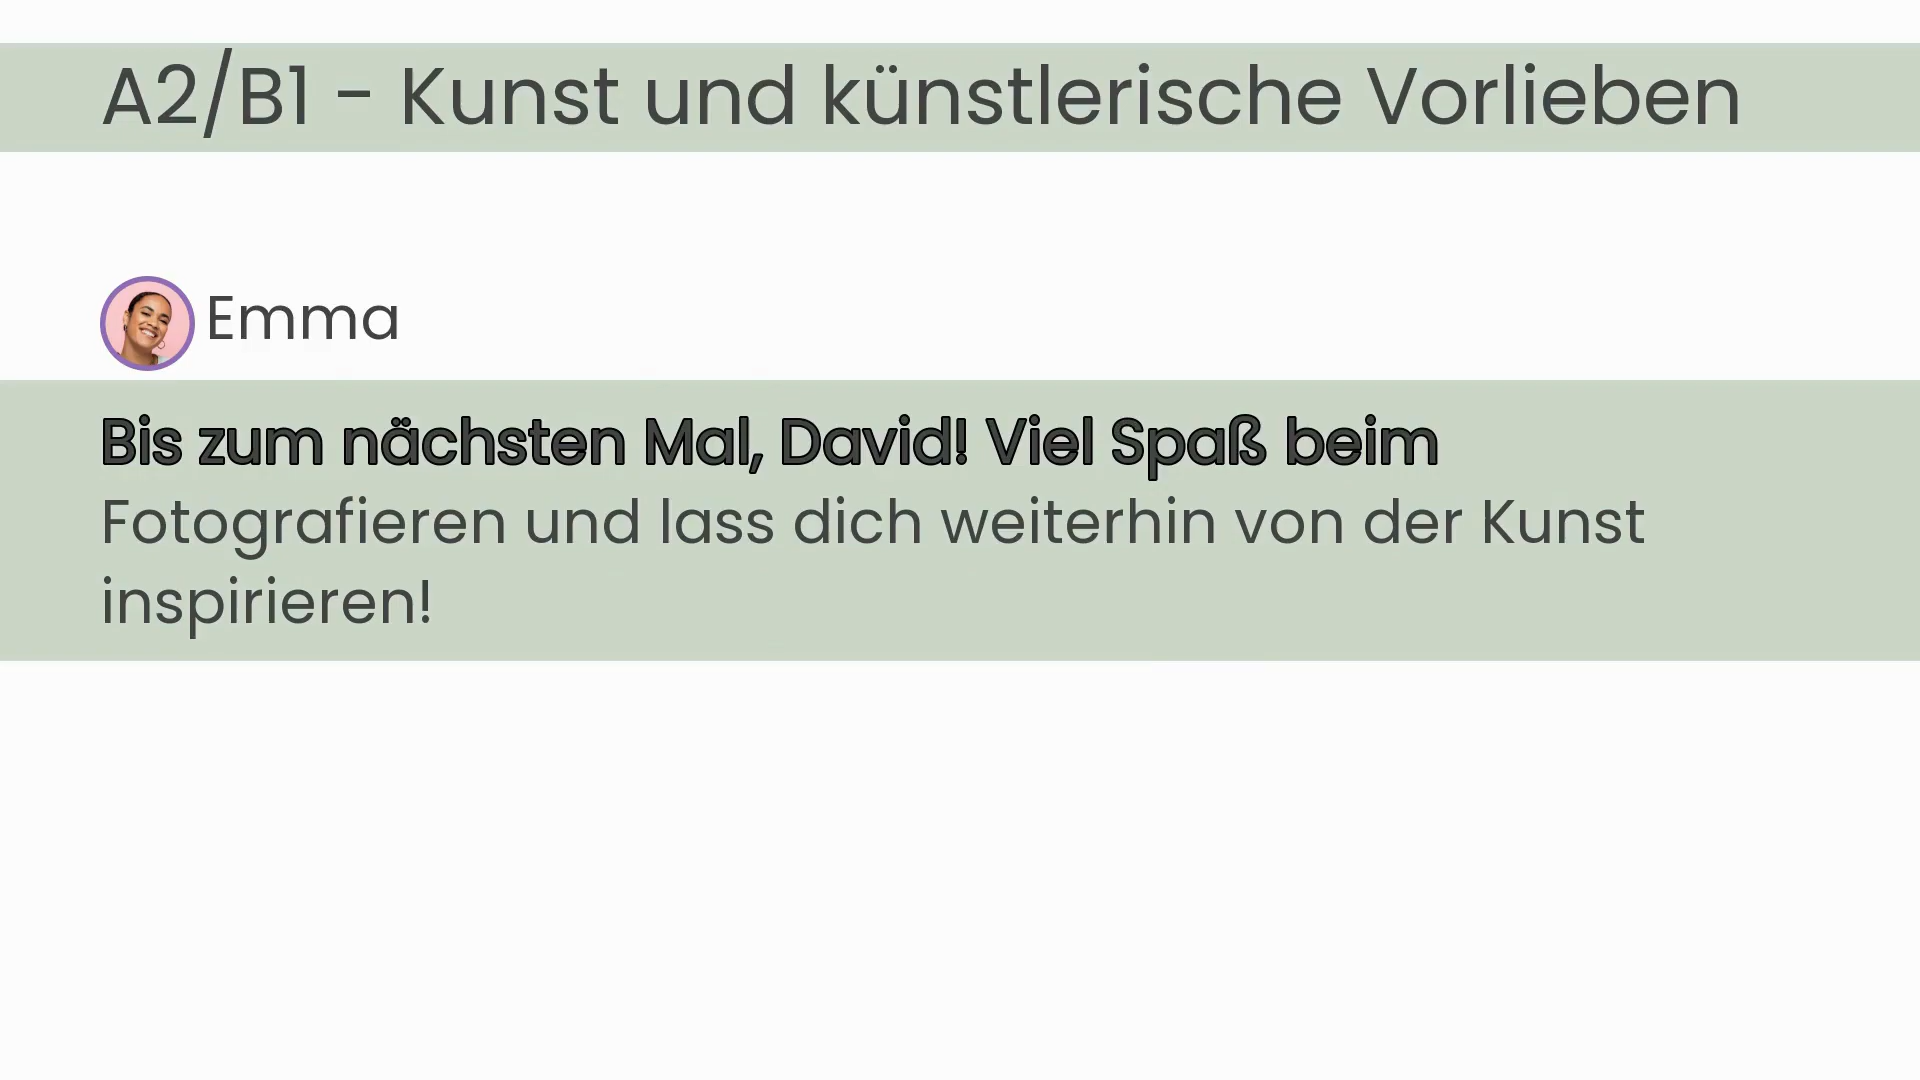 A2/B1 - Kunst und künstlerische Vorlieben
Emma
Bis zum nächsten Mal, David! Viel Spaß beim
Fotografieren und lass dich weiterhin von der Kunst
inspirieren!